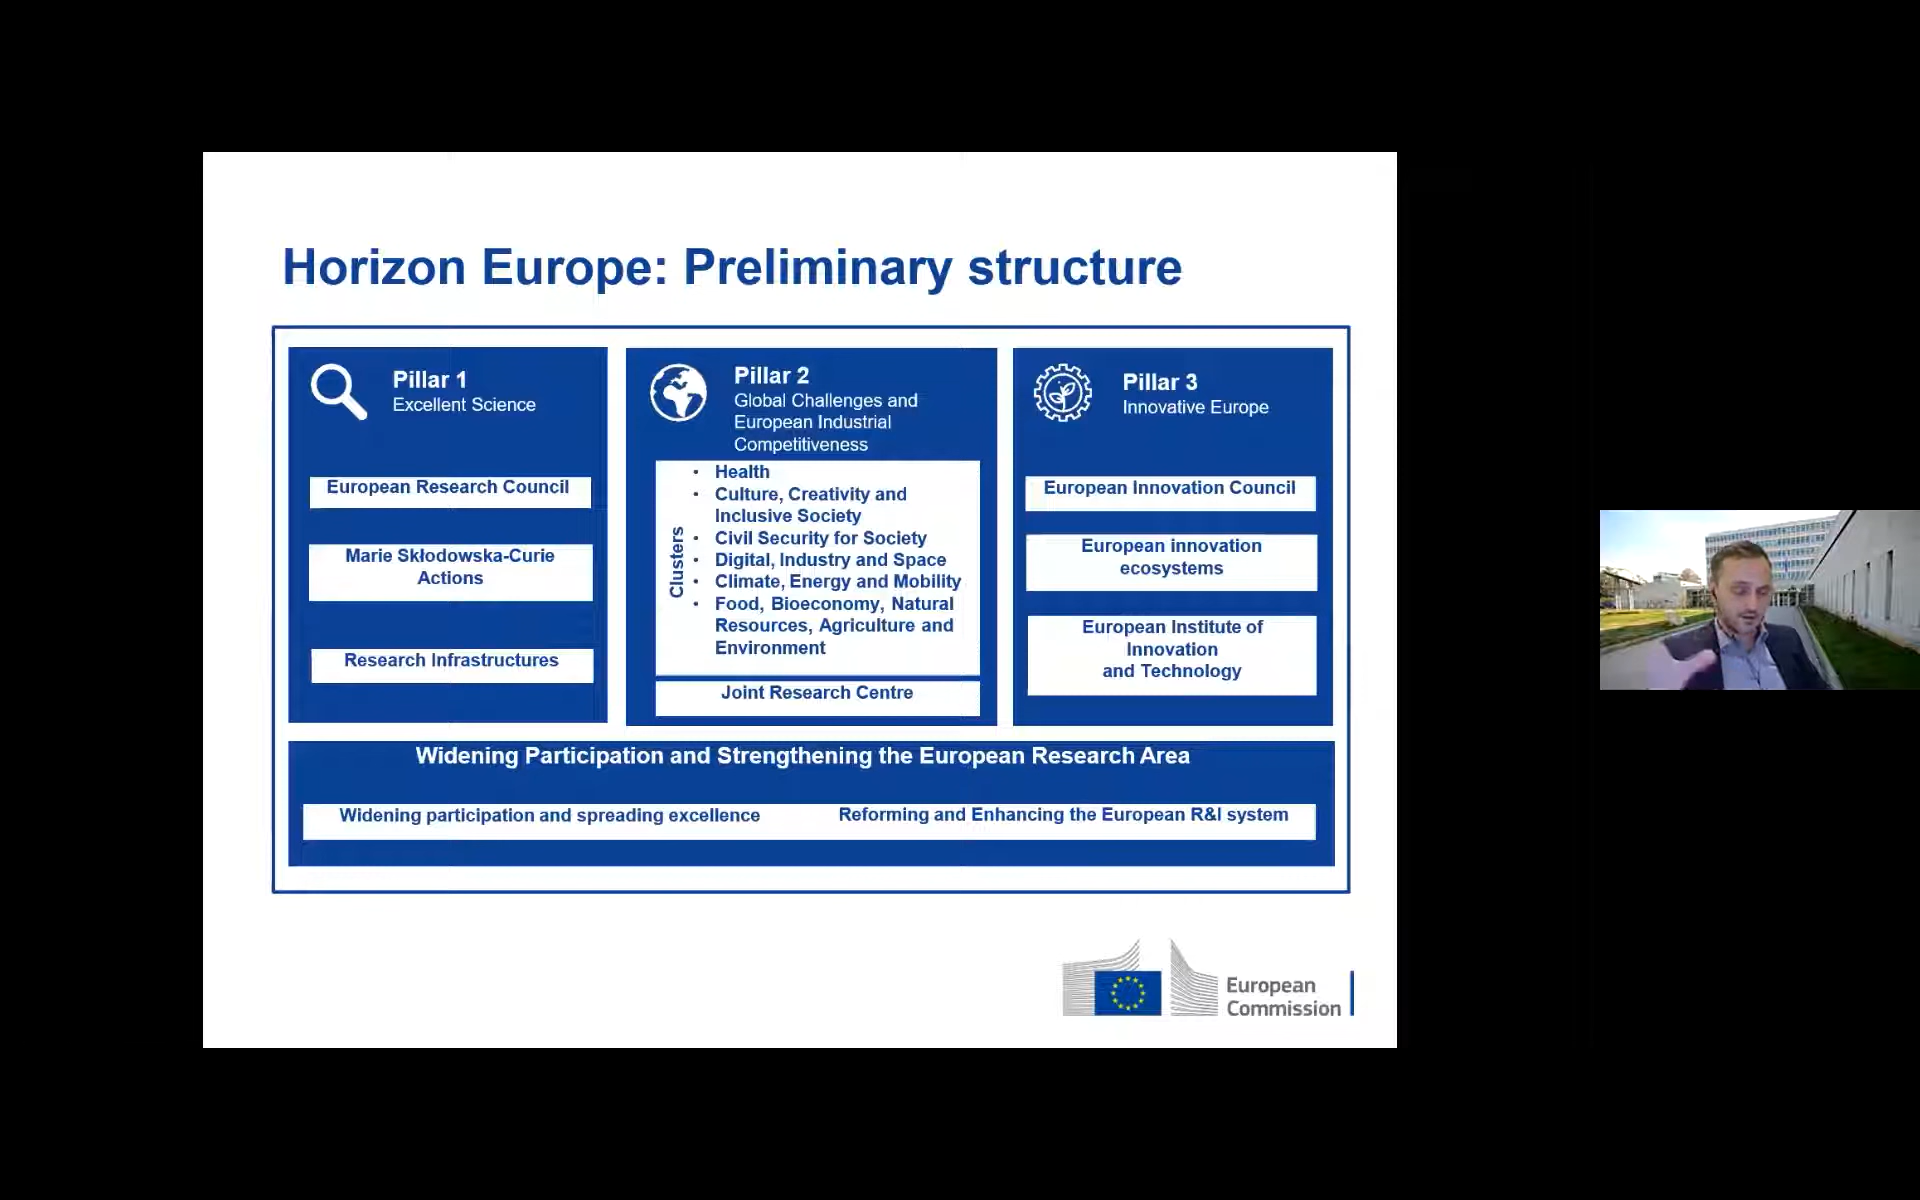 Horizon Europe: Preliminary structure
Pillar 1
Excellent Science
European Research Council
Marie Skłodowska-Curie
Actions
Research Infrastructures
Pillar 2
Global Challenges and
European Industrial
Competitiveness
Clusters
• Health
• Culture, Creativity and
Inclusive Society
• Civil Security for Society
• Digital, Industry and Space
• Climate, Energy and Mobility
• Food, Bioeconomy, Natural
Resources, Agriculture and
Environment
Joint Research Centre
Pillar 3
Innovative Europe
European Innovation Council
European innovation
ecosystems
European Institute of
Innovation
and Technology
Widening Participation and Strengthening the European Research Area
Widening participation and spreading excellence
Reforming and Enhancing the European R&I system
European
Commission